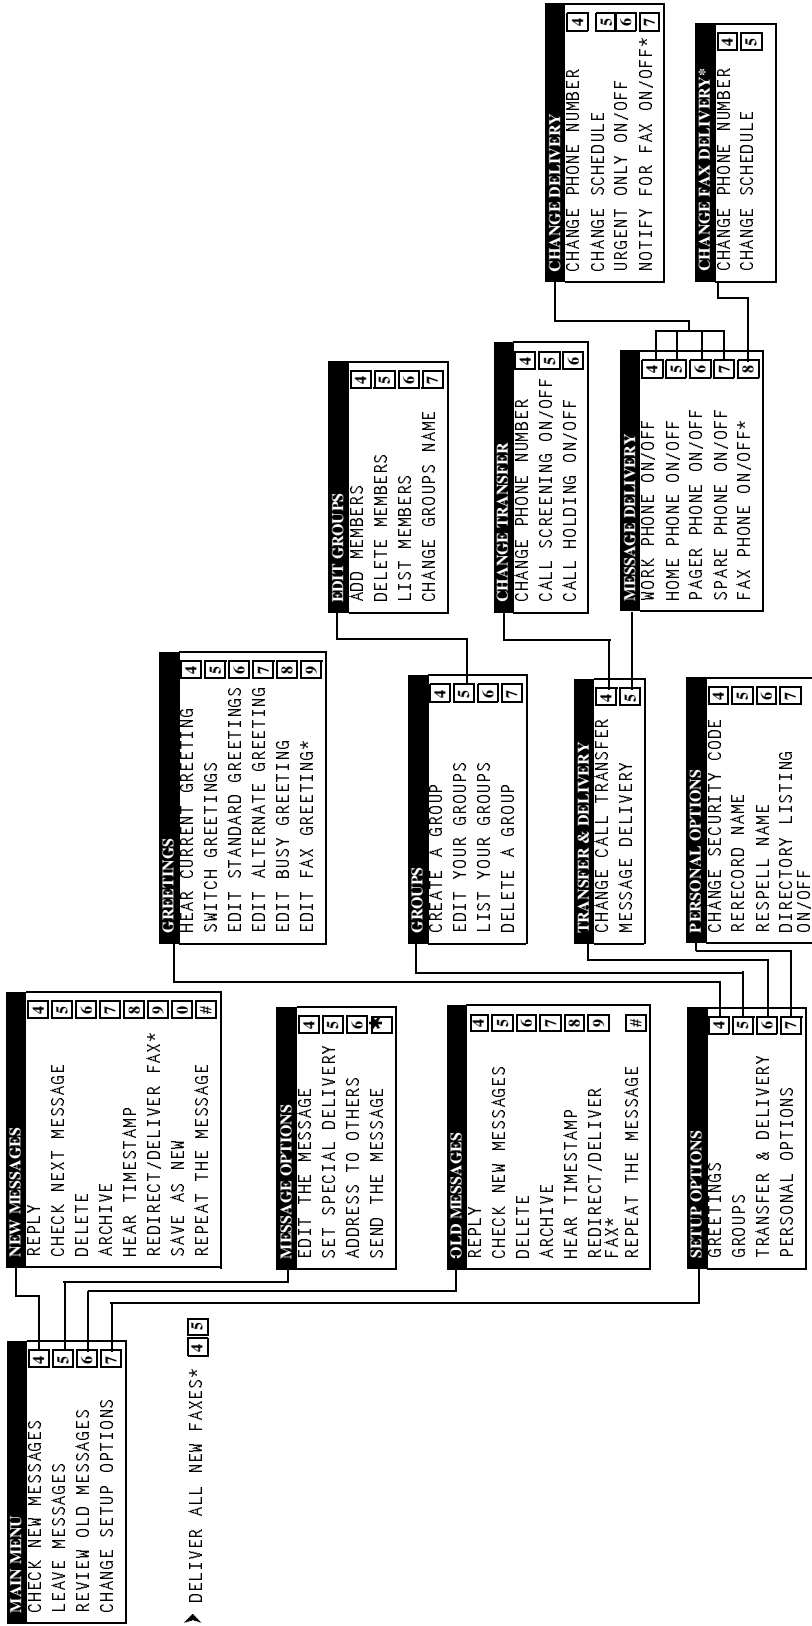 MAIN MENU
CHECK NEW MESSAGES 4
LEAVE MESSAGES 5
REVIEW OLD MESSAGES 6
CHANGE SETUP OPTIONS 7
DELIVER ALL NEW FAXES* 4 5
NEW MESSAGES
REPLY 4
CHECK NEXT MESSAGE 5
DELETE 6
ARCHIVE 7
HEAR TIMESTAMP 8
REDIRECT/DELIVER FAX* 9
SAVE AS NEW 0
REPEAT THE MESSAGE #
MESSAGE OPTIONS
EDIT THE MESSAGE 4
SET SPECIAL DELIVERY 5
ADDRESS TO OTHERS 6
SEND THE MESSAGE *
OLD MESSAGES
REPLY 4
CHECK NEW MESSAGES 5
DELETE 6
ARCHIVE 7
HEAR TIMESTAMP 8
REDIRECT/DELIVER 9
FAX*
REPEAT THE MESSAGE #
SETUP OPTIONS
GREETINGS 4
GROUPS 5
TRANSFER & DELIVERY 6
PERSONAL OPTIONS 7
GREETINGS
HEAR CURRENT GREETING 4
SWITCH GREETINGS 5
EDIT STANDARD GREETINGS 6
EDIT ALTERNATE GREETING 7
EDIT BUSY GREETING 8
EDIT FAX GREETING* 9
GROUPS
CREATE A GROUP 4
EDIT YOUR GROUPS 5
LIST YOUR GROUPS 6
DELETE A GROUP 7
TRANSFER & DELIVERY
CHANGE CALL TRANSFER 4
MESSAGE DELIVERY 5
PERSONAL OPTIONS
CHANGE SECURITY CODE 4
RERECORD NAME 5
RESPELL NAME 6
DIRECTORY LISTING 7
ON/OFF
EDIT GROUPS
ADD MEMBERS 4
DELETE MEMBERS 5
LIST MEMBERS 6
CHANGE GROUPS NAME 7
CHANGE TRANSFER
CHANGE PHONE NUMBER 4
CALL SCREENING ON/OFF 5
CALL HOLDING ON/OFF 6
MESSAGE DELIVERY
WORK PHONE ON/OFF 4
HOME PHONE ON/OFF 5
PAGER PHONE ON/OFF 6
SPARE PHONE ON/OFF 7
FAX PHONE ON/OFF* 8
CHANGE DELIVERY
CHANGE PHONE NUMBER 4
CHANGE SCHEDULE 5
URGENT ONLY ON/OFF 6
NOTIFY FOR FAX ON/OFF* 7
CHANGE FAX DELIVERY*
CHANGE PHONE NUMBER 4
CHANGE SCHEDULE 5